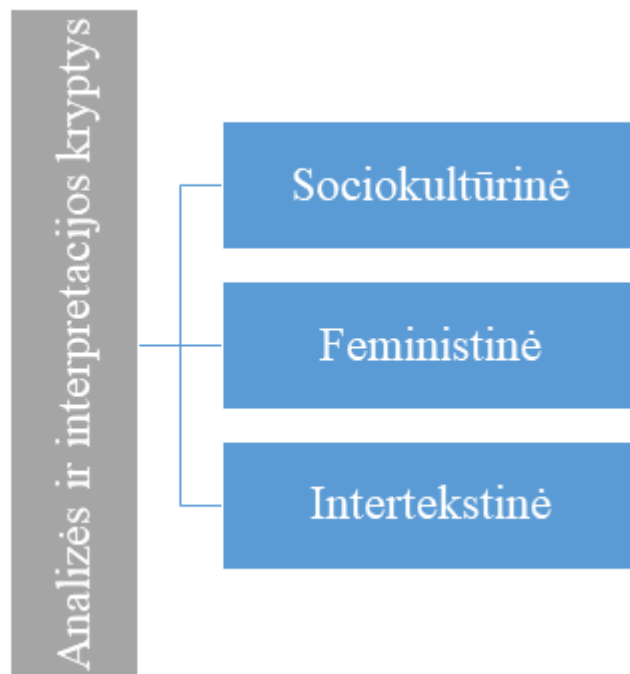 Analizės ir interpretacijos kryptys
Sociokultūrinė
Feministinė
Intertekstinė